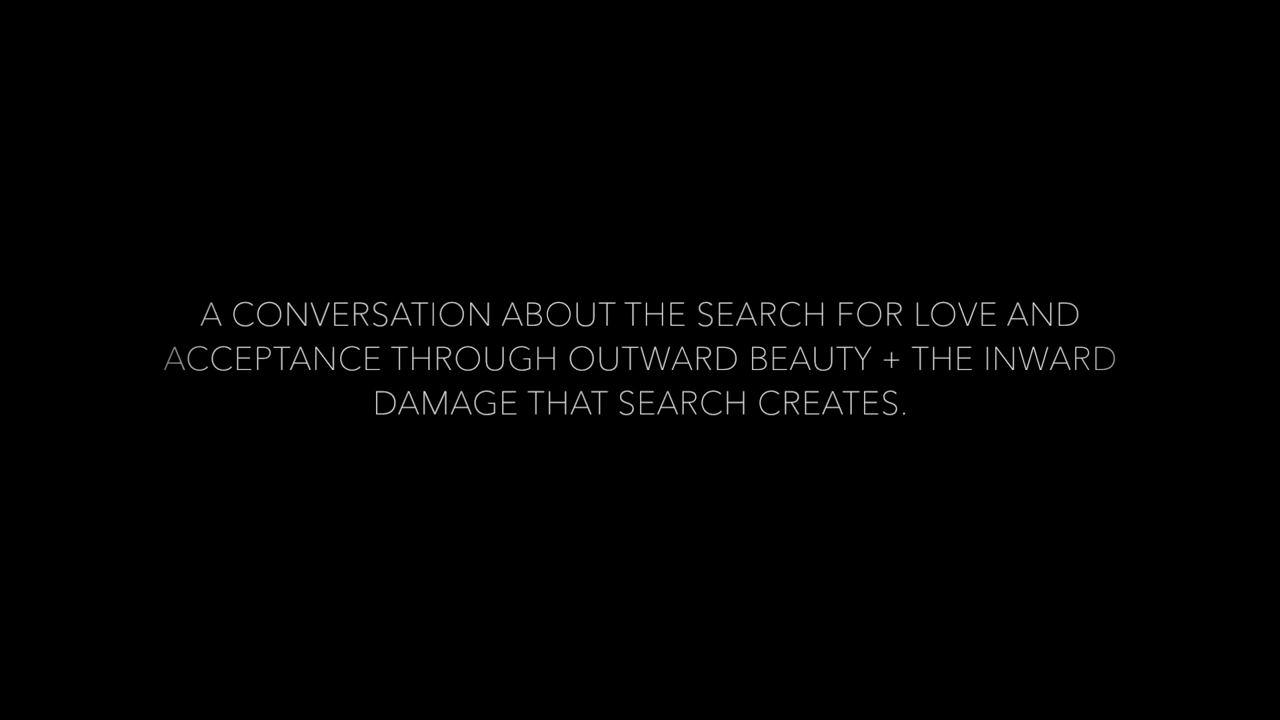 A CONVERSATION ABOUT THE SEARCH FOR LOVE AND
ACCEPTANCE THROUGH OUTWARD BEAUTY + THE INWARD
DAMAGE THAT SEARCH CREATES.